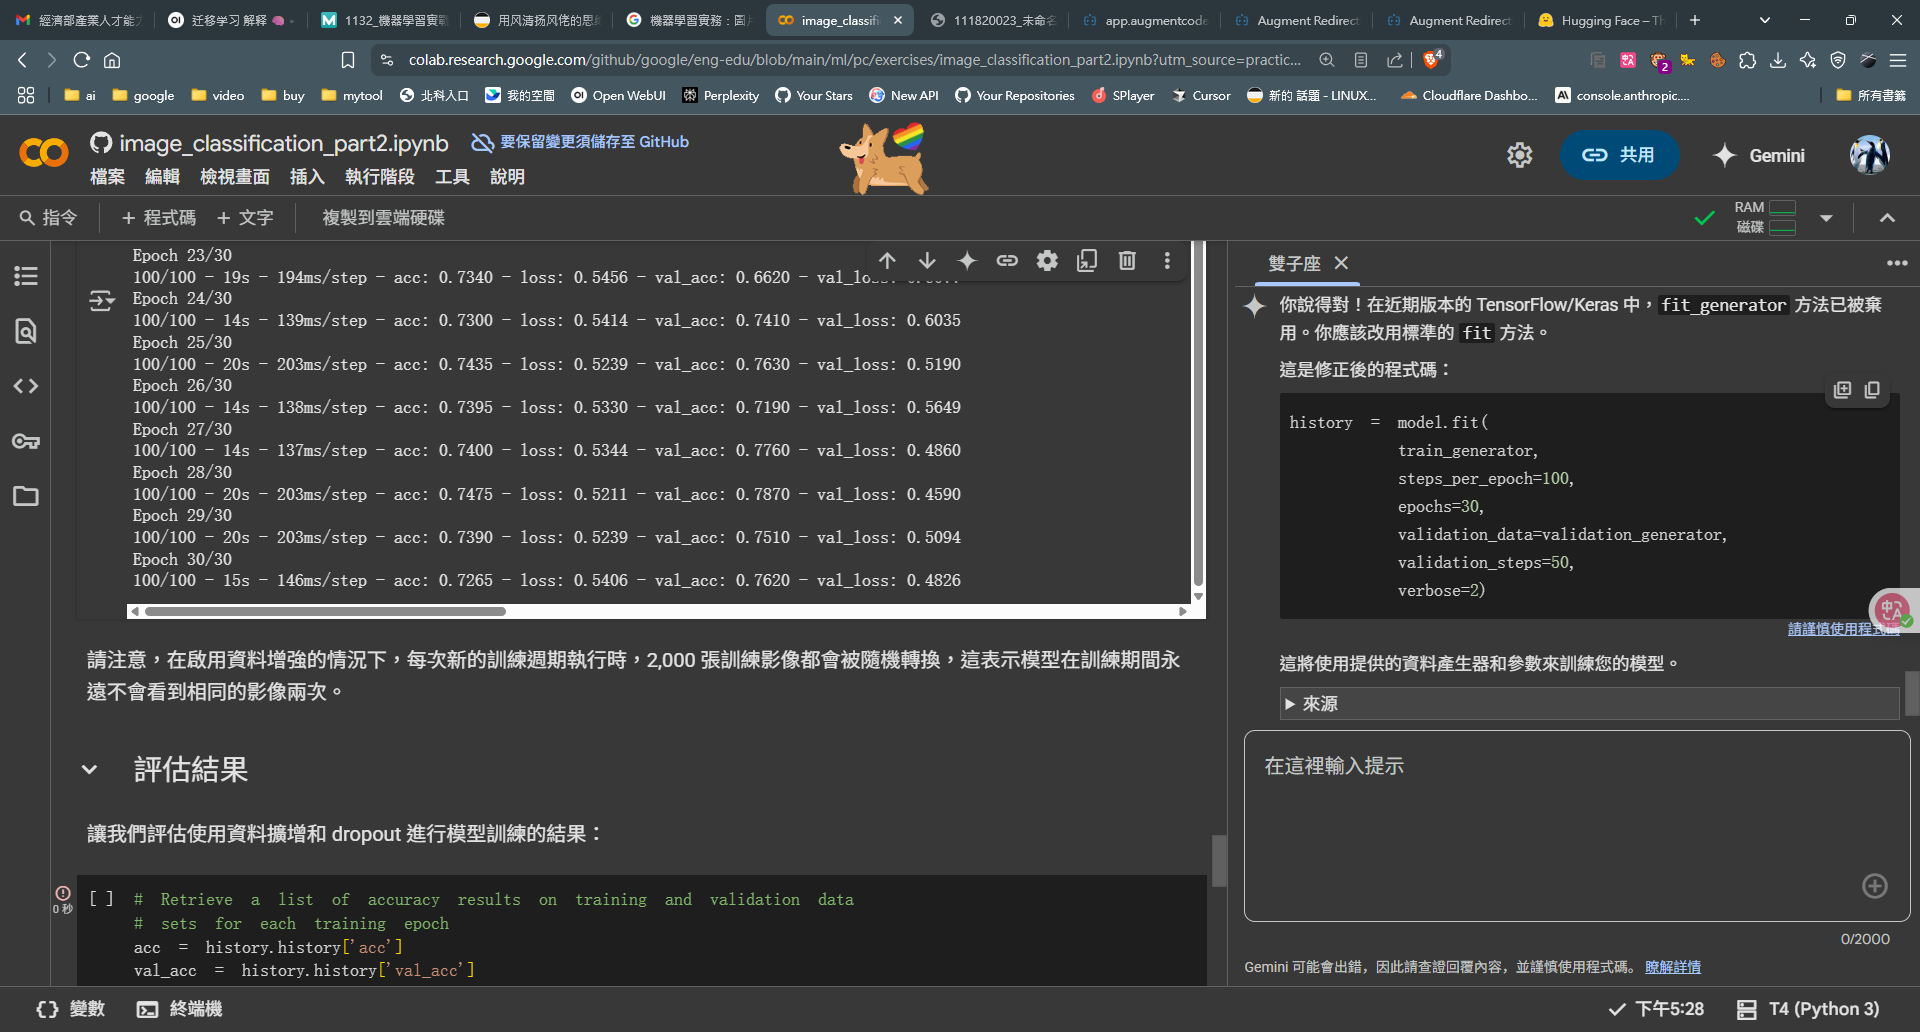 經濟部產業人才能力
迁移学习 解释
1132_機器學習實戰
用风清扬风佬的思维
機器學習實務：圖片
image_classifi
111820023_未命名
app.augmentcode
Augment Redirect
Augment Redirect
Hugging Face – Th
colab.research.google.com/github/google/eng-edu/blob/main/ml/pc/exercises/image_classification_part2.ipynb?utm_source=practic...
4
2
ai
google
video
buy
mytool
北科入口
我的空間
Open WebUI
Perplexity
Your Stars
New API
Your Repositories
SPlayer
Cursor
新的 話題 - LINUX...
Cloudflare Dashbo...
console.anthropic....
所有書籤
image_classification_part2.ipynb
要保留變更須儲存至 GitHub
檔案 編輯 檢視畫面 插入 執行階段 工具 說明
共用
Gemini
指令
+ 程式碼
+ 文字
複製到雲端硬碟
RAM
磁碟
Epoch 23/30
100/100 - 19s - 194ms/step - acc: 0.7340 - loss: 0.5456 - val_acc: 0.6620 - val_lo
Epoch 24/30
100/100 - 14s - 139ms/step - acc: 0.7300 - loss: 0.5414 - val_acc: 0.7410 - val_loss: 0.6035
Epoch 25/30
100/100 - 20s - 203ms/step - acc: 0.7435 - loss: 0.5239 - val_acc: 0.7630 - val_loss: 0.5190
Epoch 26/30
100/100 - 14s - 138ms/step - acc: 0.7395 - loss: 0.5330 - val_acc: 0.7190 - val_loss: 0.5649
Epoch 27/30
100/100 - 14s - 137ms/step - acc: 0.7400 - loss: 0.5344 - val_acc: 0.7760 - val_loss: 0.4860
Epoch 28/30
100/100 - 20s - 203ms/step - acc: 0.7475 - loss: 0.5211 - val_acc: 0.7870 - val_loss: 0.4590
Epoch 29/30
100/100 - 20s - 203ms/step - acc: 0.7390 - loss: 0.5239 - val_acc: 0.7510 - val_loss: 0.5094
Epoch 30/30
100/100 - 15s - 146ms/step - acc: 0.7265 - loss: 0.5406 - val_acc: 0.7620 - val_loss: 0.4826
請注意，在啟用資料增強的情況下，每次新的訓練週期執行時，2,000 張訓練影像都會被隨機轉換，這表示模型在訓練期間永
遠不會看到相同的影像兩次。
評估結果
讓我們評估使用資料擴增和 dropout 進行模型訓練的結果：
0 秒
[ ]
# Retrieve a list of accuracy results on training and validation data
# sets for each training epoch
acc = history.history['acc']
val_acc = history.history['val_acc']
雙子座
你說得對！在近期版本的 TensorFlow/Keras 中，fit_generator 方法已被棄
用。你應該改用標準的 fit 方法。
這是修正後的程式碼：
history = model.fit(
train_generator,
steps_per_epoch=100,
epochs=30,
validation_data=validation_generator,
validation_steps=50,
verbose=2)
請謹慎使用程式碼
這將使用提供的資料產生器和參數來訓練您的模型。
來源
在這裡輸入提示
0/2000
Gemini 可能會出錯，因此請查證回覆內容，並謹慎使用程式碼。 瞭解詳情
變數
終端機
下午5:28
T4 (Python 3)